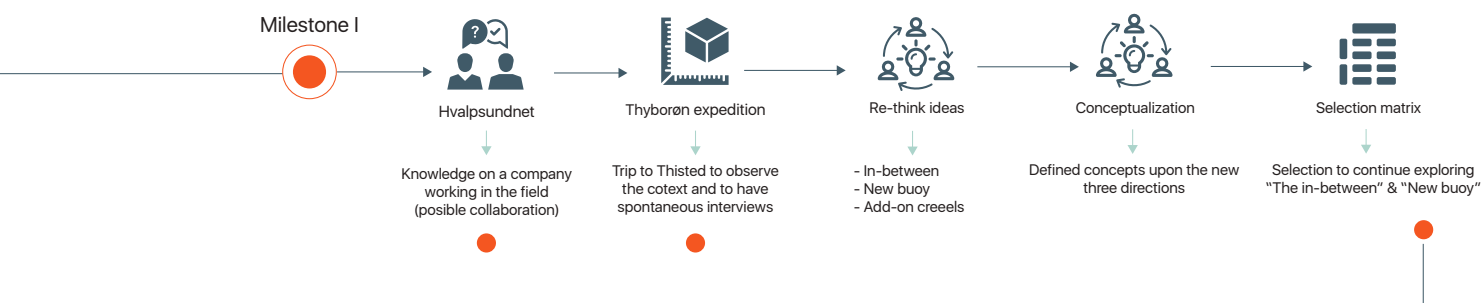 Milestone I
?
Hvalpsundnet
Thyborøn expedition
Re-think ideas
Conceptualization
Selection matrix
Knowledge on a company
working in the field
(posible collaboration)
Trip to Thisted to observe
the cotext and to have
spontaneous interviews
- In-between
- New buoy
- Add-on creeels
Defined concepts upon the new
three directions
Selection to continue exploring
“The in-between” & “New buoy”